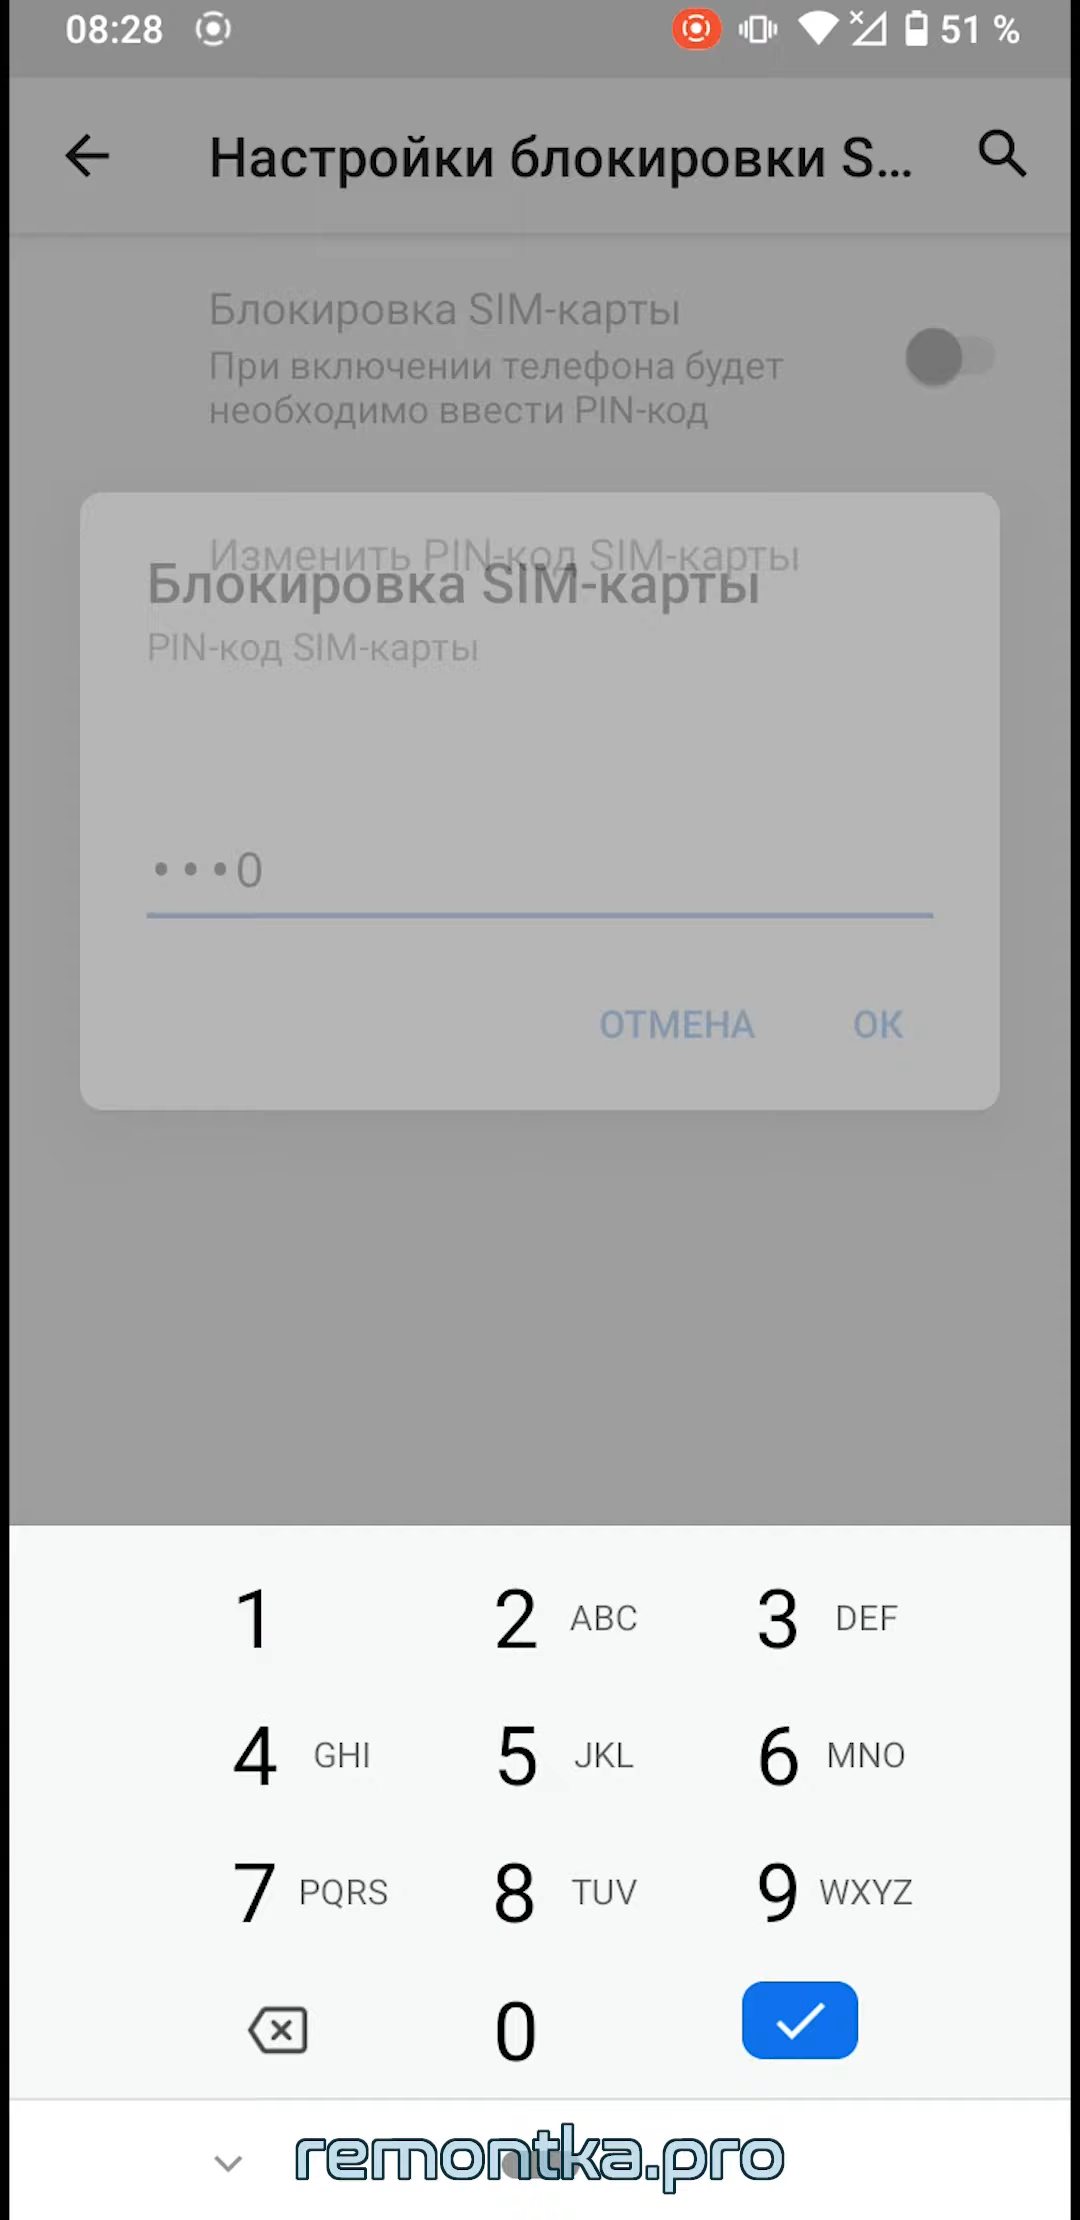 08:28
51 %
Настройки блокировки S...
Блокировка SIM-карты
При включении телефона будет
необходимо ввести PIN-код
Изменить PIN-код SIM-карты
Блокировка SIM-карты
PIN-код SIM-карты
•••0
ОТМЕНА ОК
1 2 ABC 3 DEF
4 GHI 5 JKL 6 MNO
7 PQRS 8 TUV 9 WXYZ
0
remontka.pro